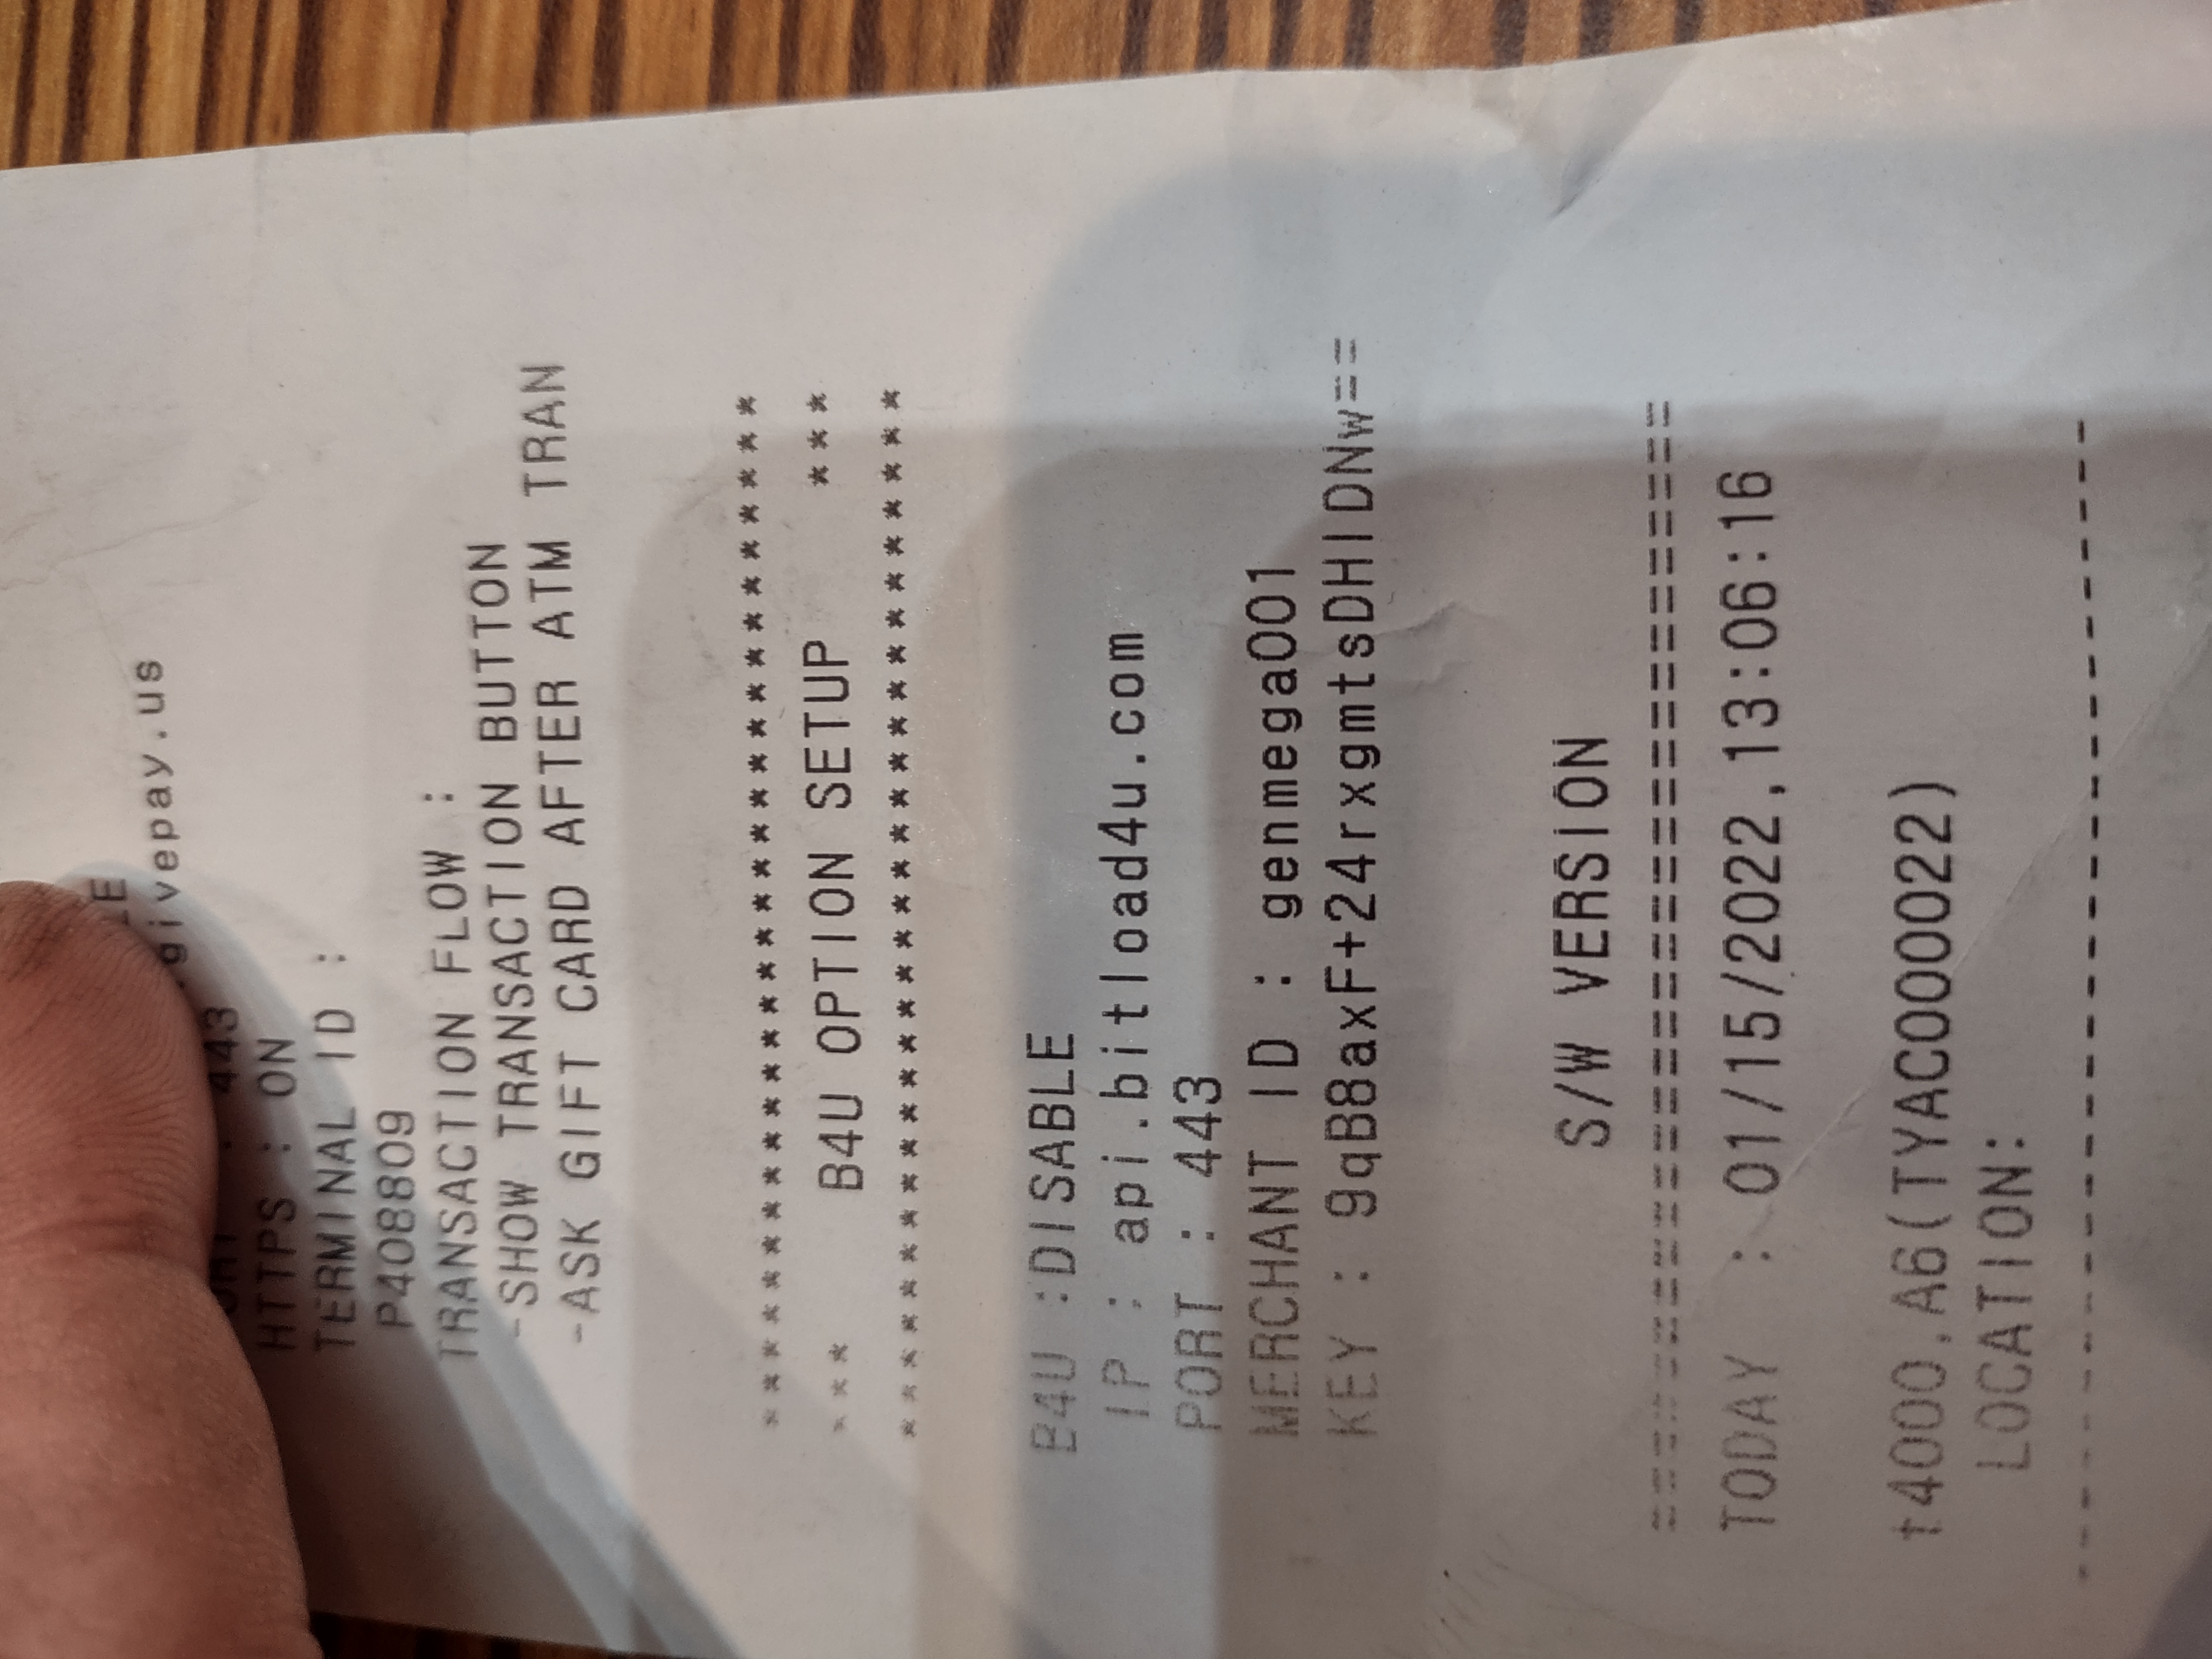 .givepay.us
: 443
HTTPS : ON
TERMINAL ID :
P408809
TRANSACTION FLOW :
-SHOW TRANSACTION BUTTON
-ASK GIFT CARD AFTER ATM TRAN
*****************************
*** B4U OPTION SETUP ***
*****************************
B4U :DISABLE
IP : api.bitload4u.com
PORT : 443
MERCHANT ID : genmega001
KEY : 9qB8axF+24rxgmtsDHIDNw==
S/W VERSION
================================
TODAY : 01/15/2022,13:06:16
t4000.A6(TYAC000022)
LOCATION:
--------------------------------